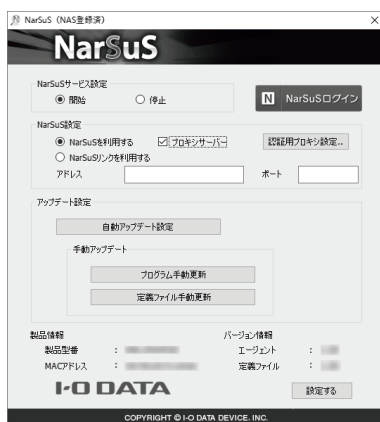 NarSuS（NAS登録済）
NarSuS
NarSuSサービス設定
開始 停止
N NarSuSログイン
NarSuS設定
NarSuSを利用する プロキシサーバー 認証用プロキシ設定..
NarSuSリンクを利用する
アドレス ポート
アップデート設定
自動アップデート設定
手動アップデート
プログラム手動更新
定義ファイル手動更新
製品情報 バージョン情報
製品型番 : エージェント :
MACアドレス : 定義ファイル :
I-O DATA 設定する
COPYRIGHT © I-O DATA DEVICE. INC.